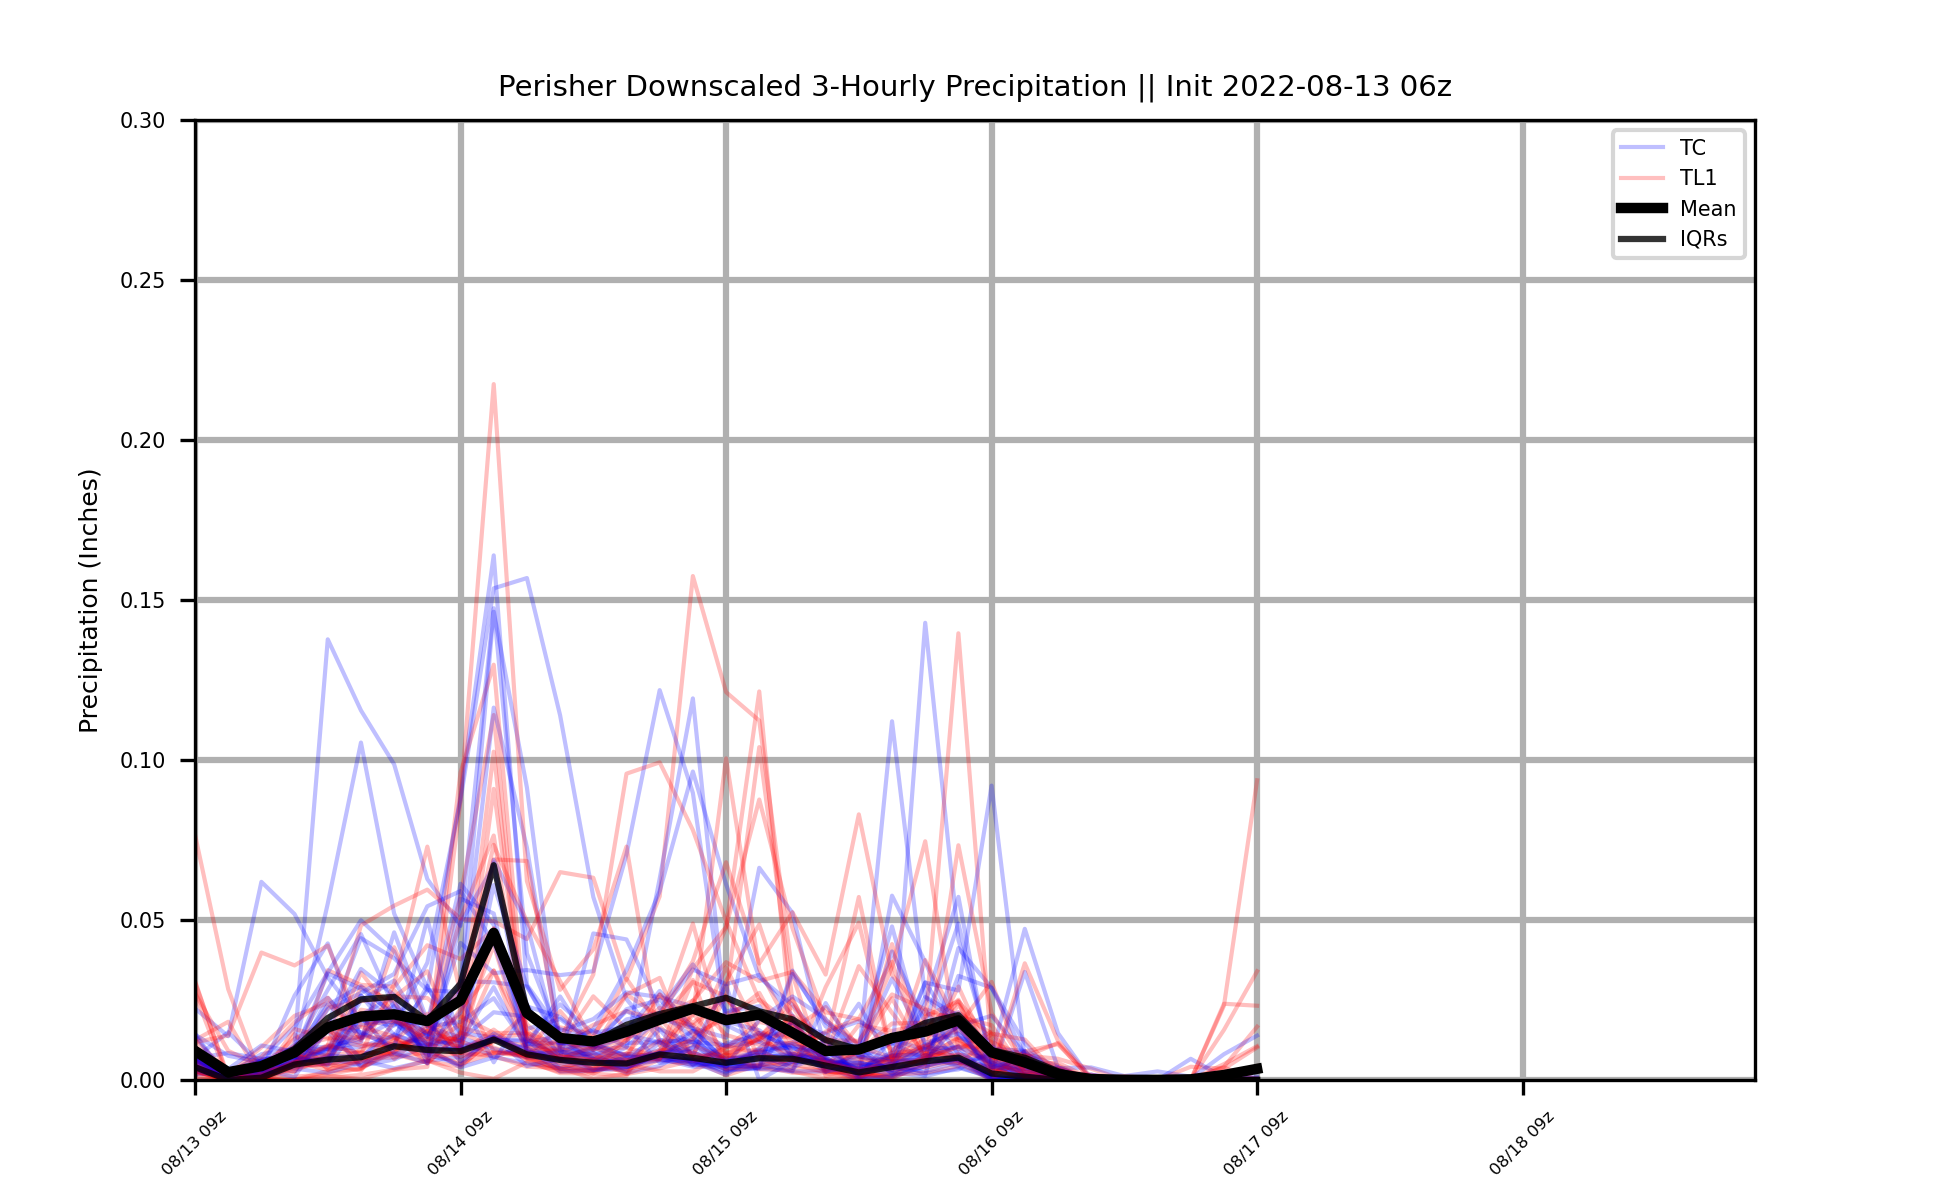 Perisher Downscaled 3-Hourly Precipitation || Init 2022-08-13 06z
0.30
0.25
0.20
0.15
0.10
0.05
0.00
Precipitation (Inches)
TC
TL1
Mean
IQRs
08/13 09z
08/14 09z
08/15 09z
08/16 09z
08/17 09z
08/18 09z